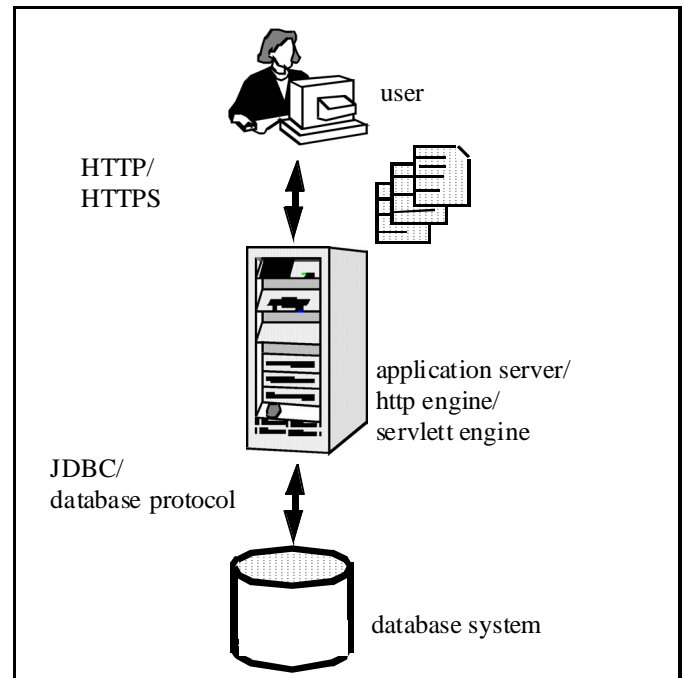 user
HTTP/
HTTPS
application server/
http engine/
servlett engine
JDBC/
database protocol
database system